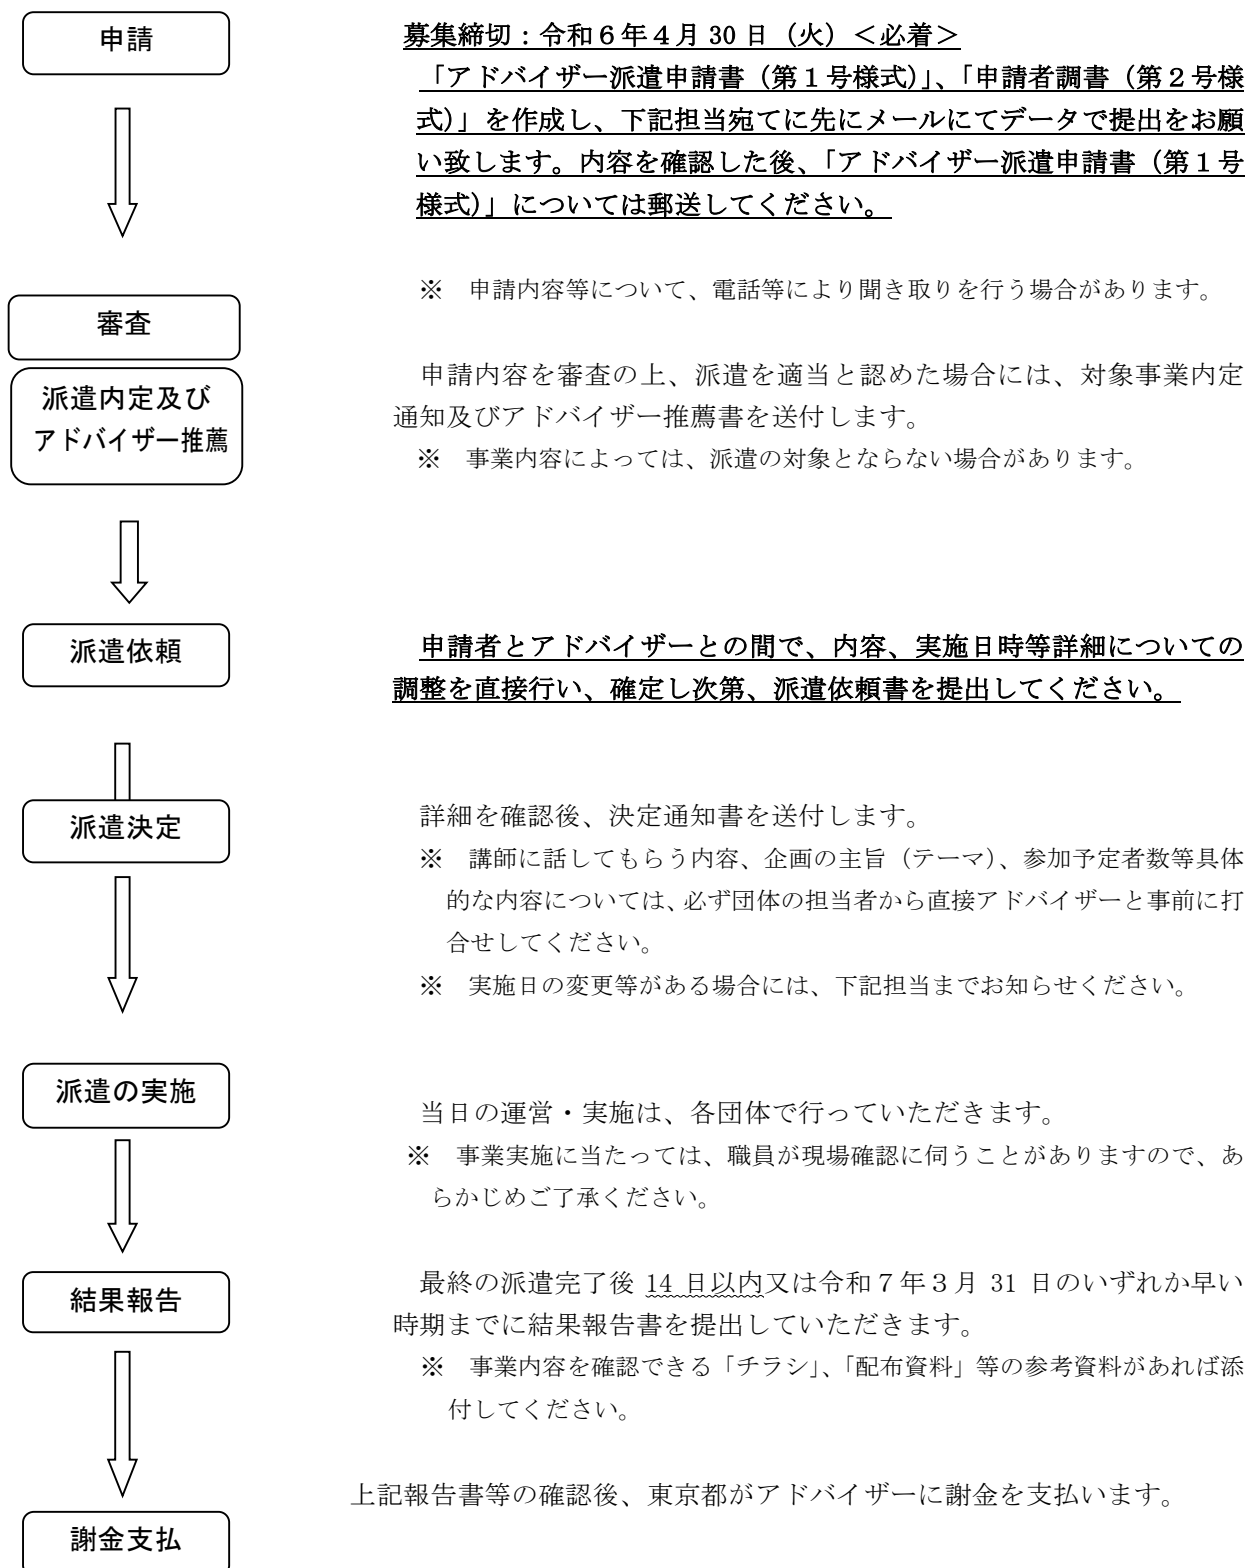 申請
募集締切：令和６年４月 30 日（火）＜必着＞
「アドバイザー派遣申請書（第１号様式）」、「申請者調書（第２号様
式）」を作成し、下記担当宛てに先にメールにてデータで提出をお願
い致します。内容を確認した後、「アドバイザー派遣申請書（第１号
様式）」については郵送してください。
※　申請内容等について、電話等により聞き取りを行う場合があります。
審査
派遣内定及び
アドバイザー推薦
申請内容を審査の上、派遣を適当と認めた場合には、対象事業内定
通知及びアドバイザー推薦書を送付します。
※　事業内容によっては、派遣の対象とならない場合があります。
派遣依頼
申請者とアドバイザーとの間で、内容、実施日時等詳細についての
調整を直接行い、確定し次第、派遣依頼書を提出してください。
派遣決定
詳細を確認後、決定通知書を送付します。
※　講師に話してもらう内容、企画の主旨（テーマ）、参加予定者数等具体
的な内容については、必ず団体の担当者から直接アドバイザーと事前に打
合せしてください。
※　実施日の変更等がある場合には、下記担当までお知らせください。
派遣の実施
当日の運営・実施は、各団体で行っていただきます。
※　事業実施に当たっては、職員が現場確認に伺うことがありますので、あ
らかじめご了承ください。
結果報告
最終の派遣完了後 14 日以内又は令和７年３月 31 日のいずれか早い
時期までに結果報告書を提出していただきます。
※　事業内容を確認できる「チラシ」、「配布資料」等の参考資料があれば添
付してください。
上記報告書等の確認後、東京都がアドバイザーに謝金を支払います。
謝金支払